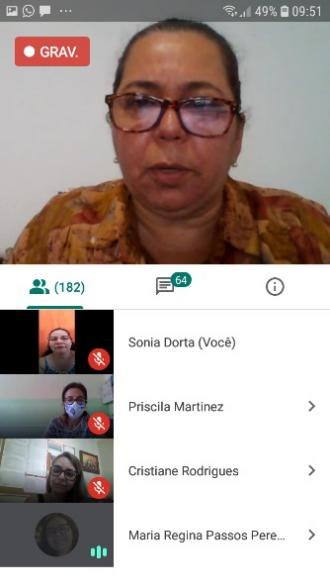 49% 09:51
GRAV.
(182) 64
Sonia Dorta (Você)
Priscila Martinez
Cristiane Rodrigues
Maria Regina Passos Pere...